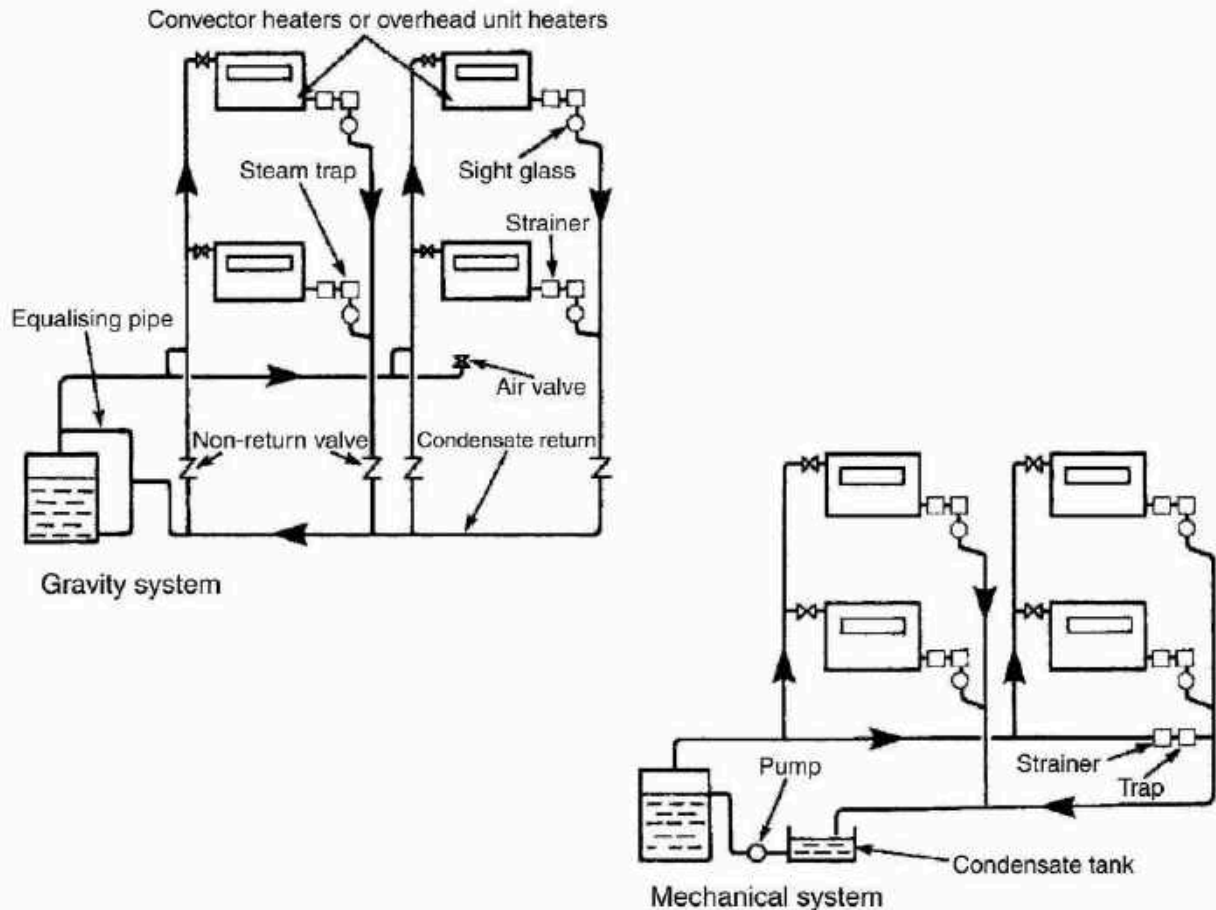 Convector heaters or overhead unit heaters
Steam trap
Sight glass
Strainer
Equalising pipe
Air valve
Non-return valve
Condensate return
Gravity system
Pump
Strainer
Trap
Condensate tank
Mechanical system